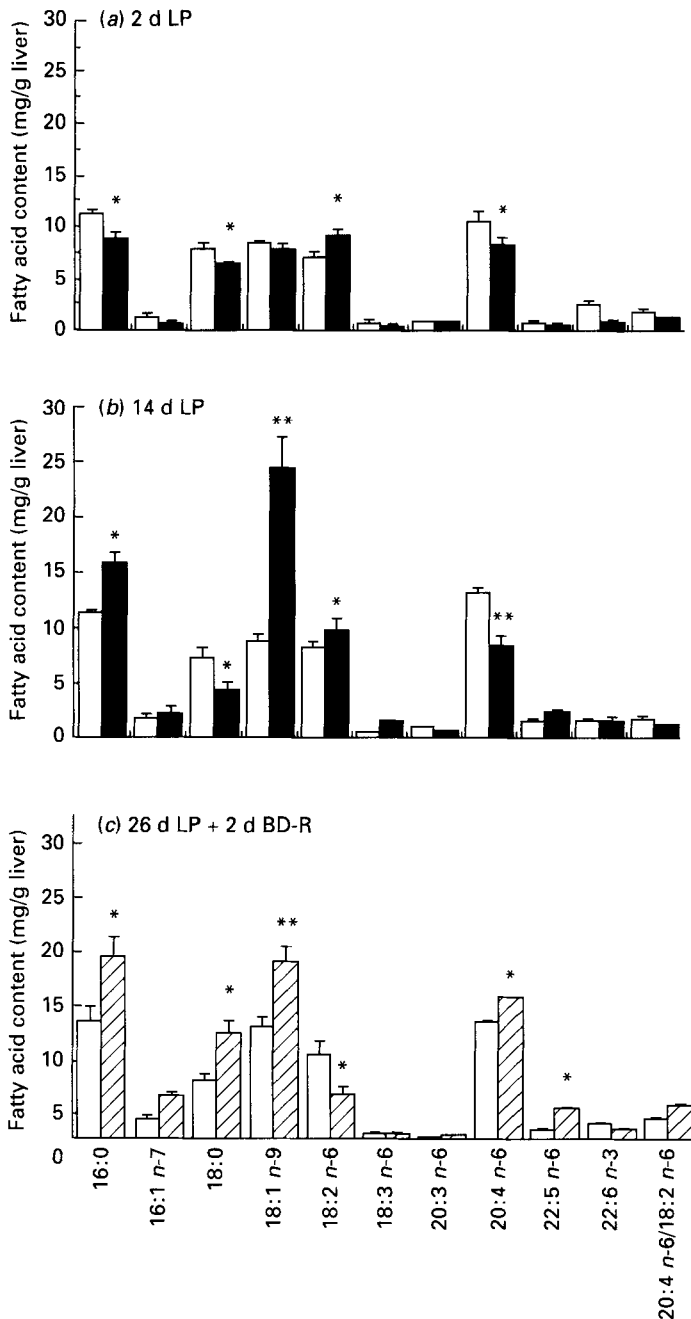 (a) 2 d LP
Fatty acid content (mg/g liver)
30
25
20
15
10
5
0
*
*
*
*
(b) 14 d LP
Fatty acid content (mg/g liver)
30
25
20
15
10
5
0
*
*
**
*
**
(c) 26 d LP + 2 d BD-R
Fatty acid content (mg/g liver)
30
25
20
15
10
5
0
*
*
**
*
*
*
16:0
16:1 n-7
18:0
18:1 n-9
18:2 n-6
18:3 n-6
20:3 n-6
20:4 n-6
22:5 n-6
22:6 n-3
20:4 n-6/18:2 n-6